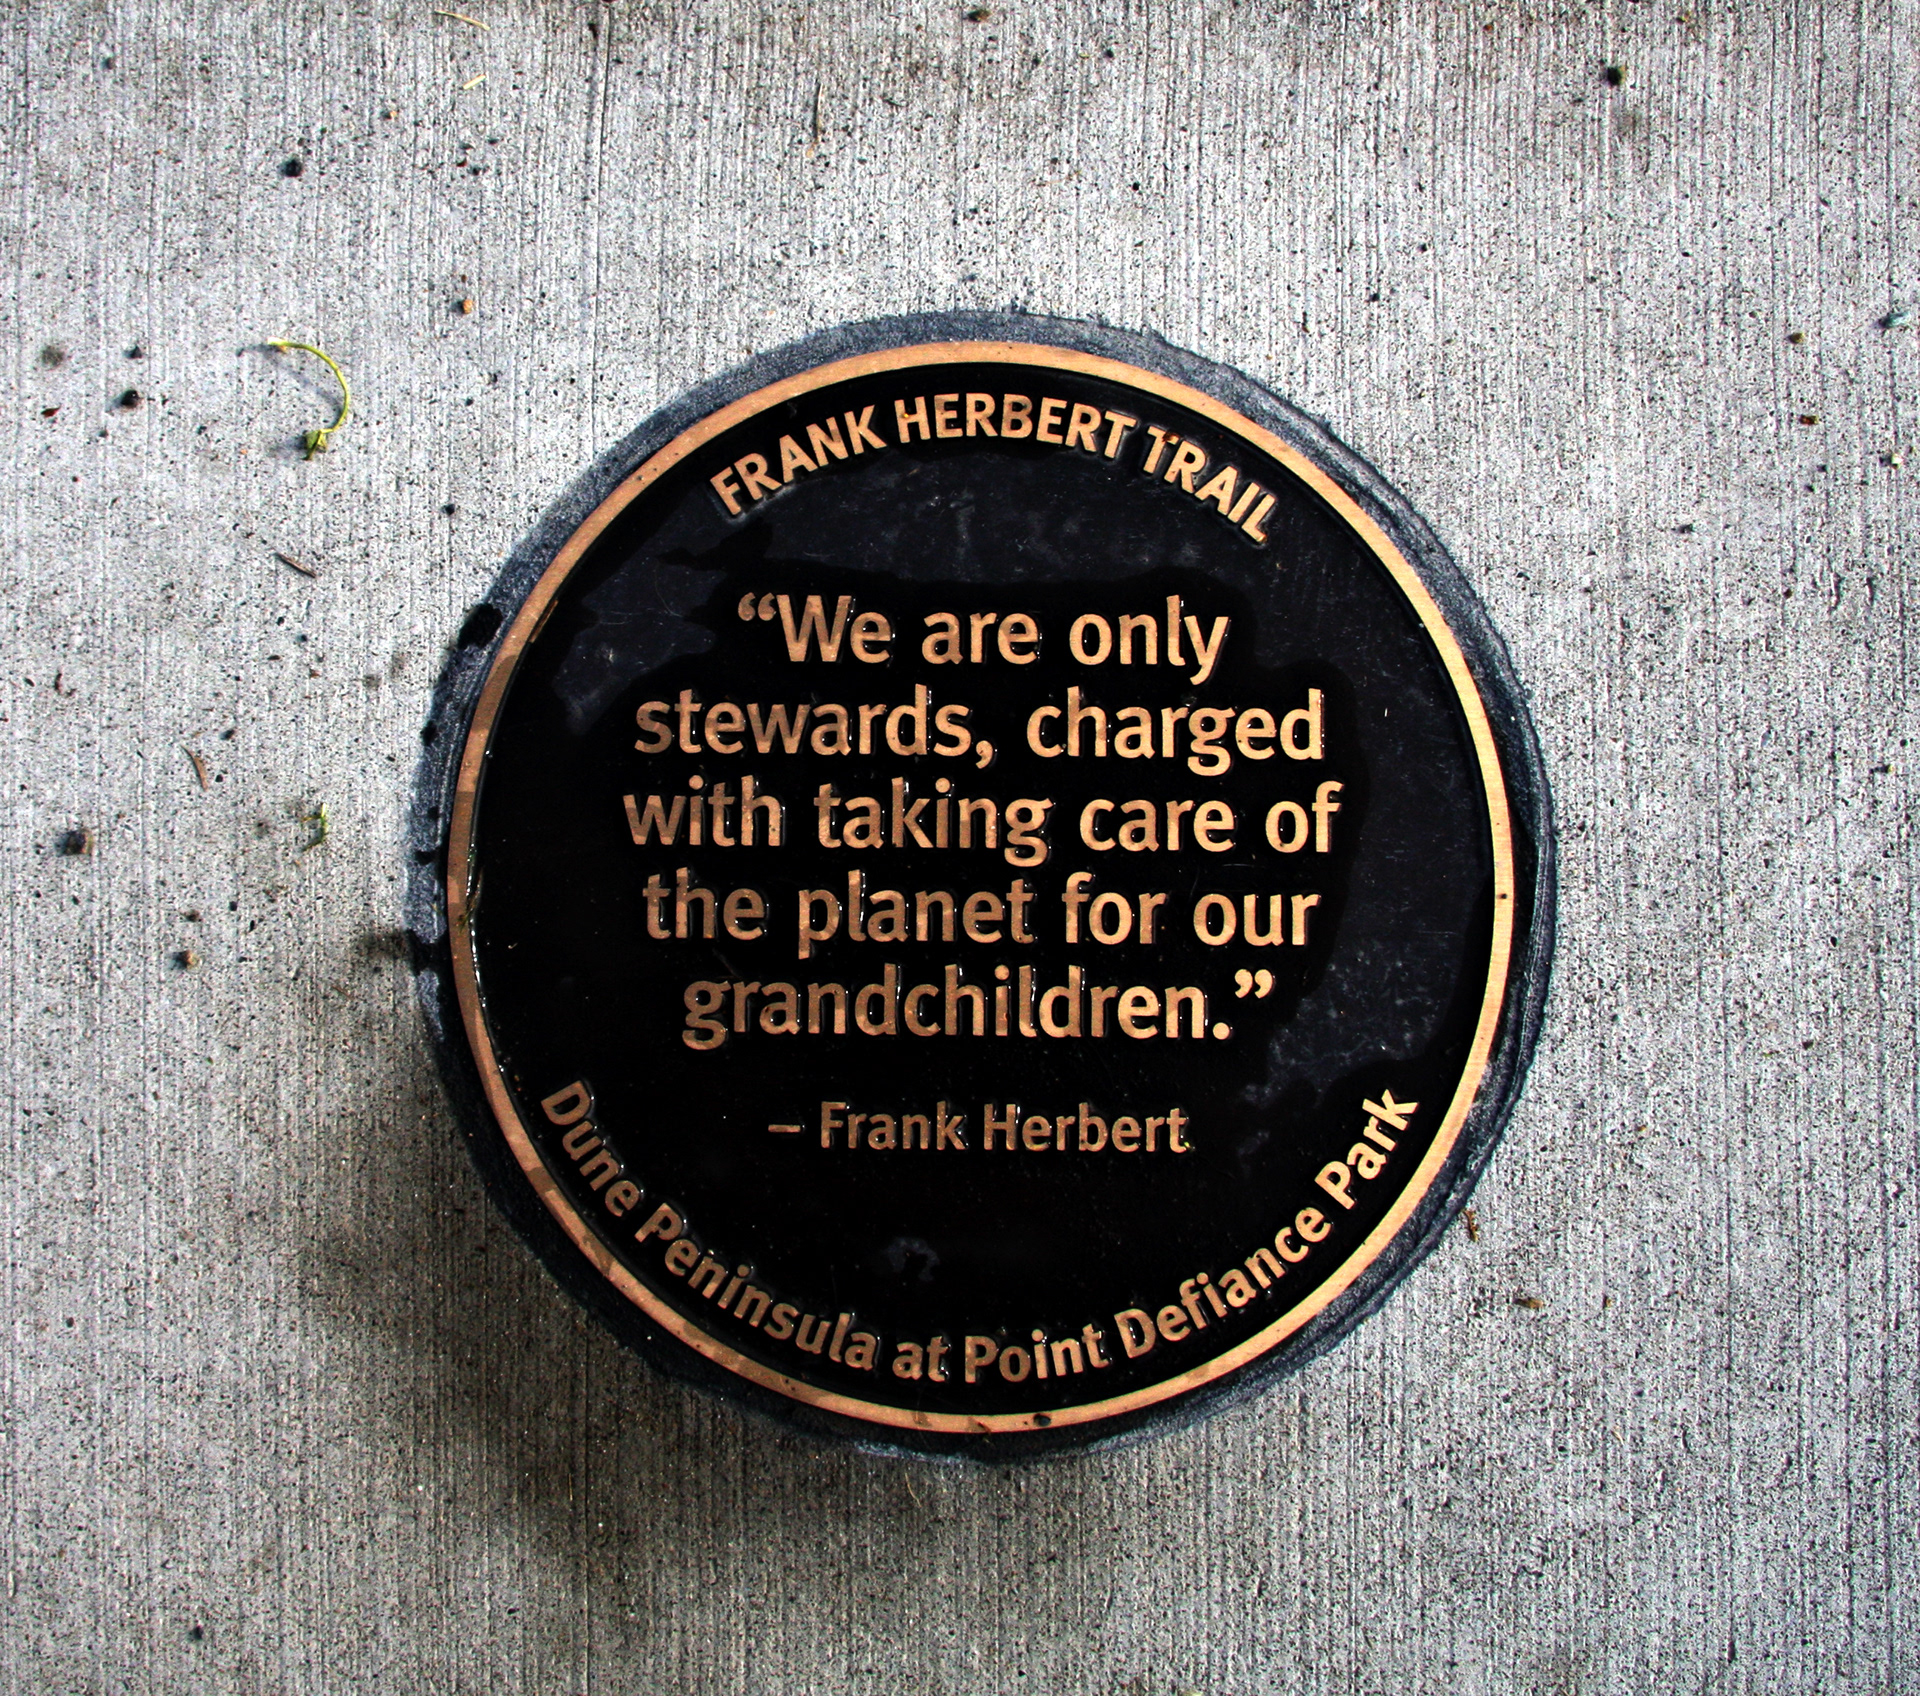 FRANK HERBERT TRAIL
“We are only
stewards, charged
with taking care of
the planet for our
grandchildren.”
– Frank Herbert
Dune Peninsula at Point Defiance Park